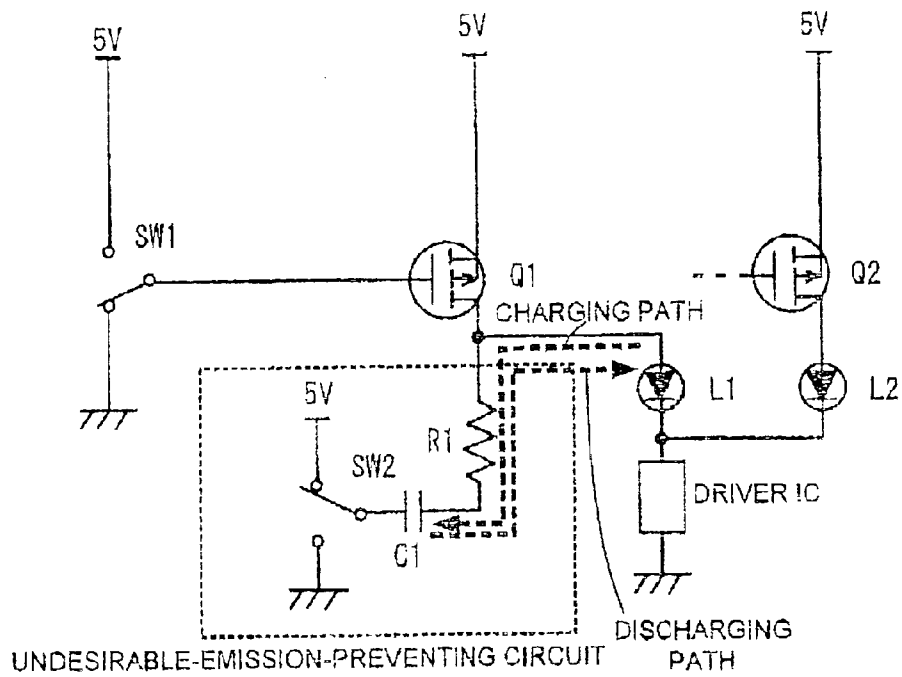 5V
5V
5V
SW1
Q1
Q2
CHARGING PATH
5V
R1
L1
L2
SW2
DRIVER IC
C1
DISCHARGING
PATH
UNDESIRABLE-EMISSION-PREVENTING CIRCUIT